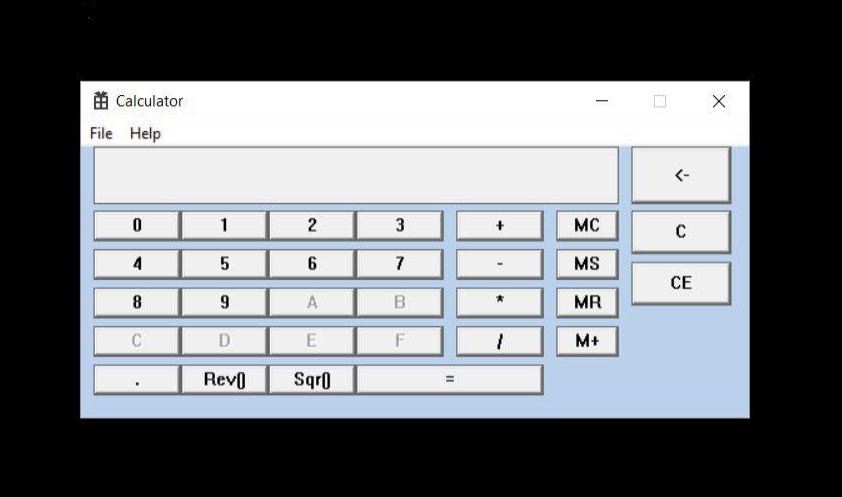 Calculator
File Help
<-
0 1 2 3 + MC C
4 5 6 7 - MS
8 9 A B * MR CE
C D E F / M+
. Rev() Sqr() =